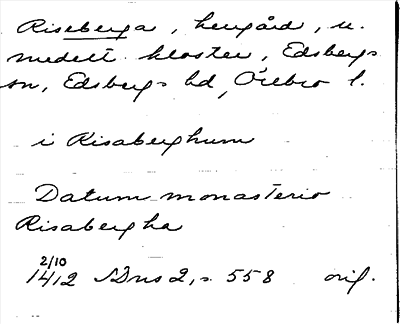 Riseberga, herrgård, u.
medelt. kloster, Edsbergs
sn, Edsbergs hd, Örebro l.
i Risaberghum
Datum monasterio
Risabergha
2/10
1412 SDns 2, s. 558 orig.